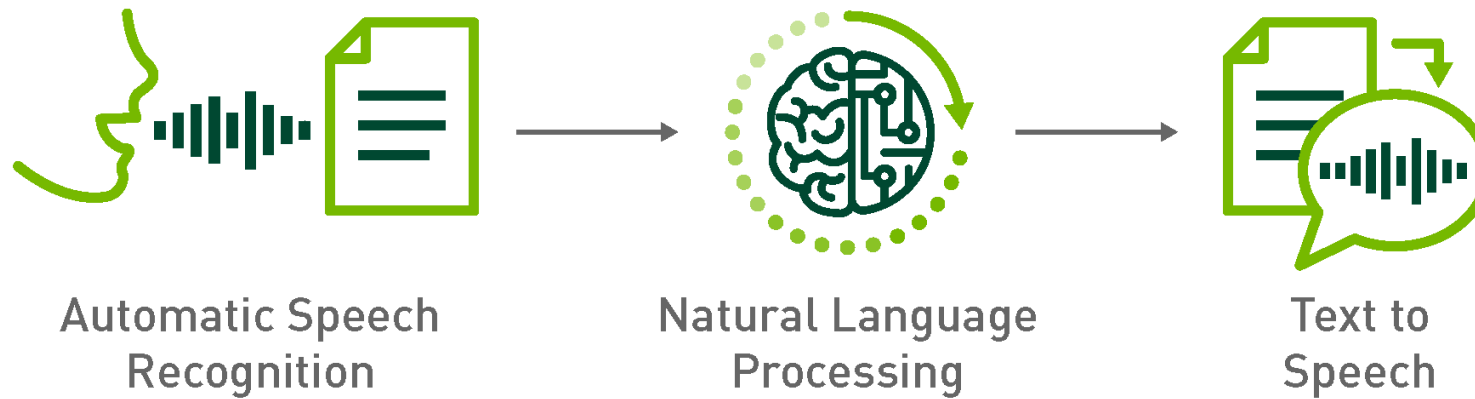 Automatic Speech
Recognition
Natural Language
Processing
Text to
Speech